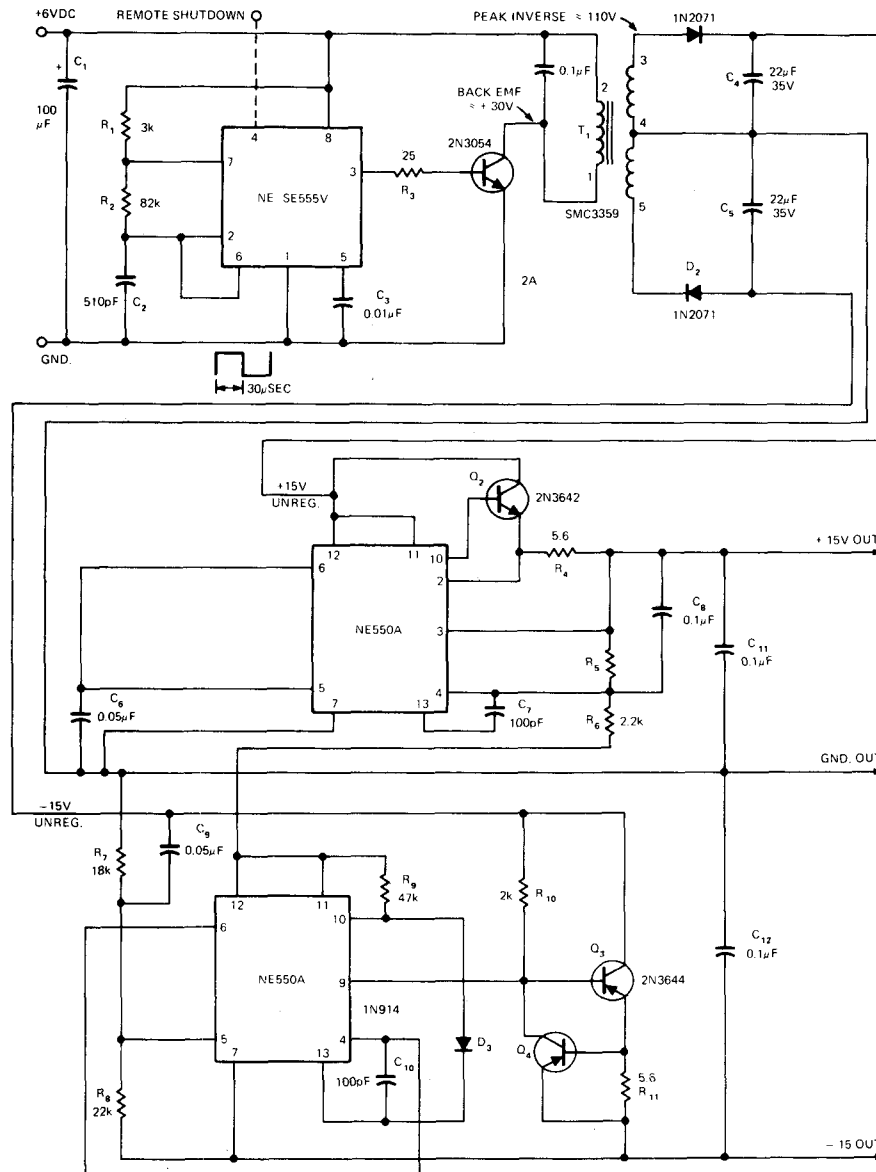 +6VDC
REMOTE SHUTDOWN
PEAK INVERSE ≈ 110V
1N2071
+
C1
100
μF
R1
3k
R2
82k
510pF C2
4
8
7
2
6
1
5
3
NE SE555V
25
R3
2N3054
BACK EMF
≈ + 30V
0.1μF
2
T1
1
SMC3359
3
4
5
C4
22μF
35V
C5
22μF
35V
D2
1N2071
C3
0.01μF
2A
GND.
30μSEC
+15V
UNREG.
Q2
2N3642
12
11
10
6
2
NE550A
3
5
4
7
13
5.6
R4
+ 15V OUT
C8
0.1μF
C11
0.1μF
R5
C6
0.05μF
C7
100pF
R6
2.2k
GND. OUT
−15V
UNREG.
C9
0.05μF
R7
18k
12
11
R9
47k
2k
R10
6
10
NE550A
9
1N914
5
4
7
13
C10
100pF
D3
Q3
2N3644
Q4
5.6
R11
C12
0.1μF
R8
22k
− 15 OUT